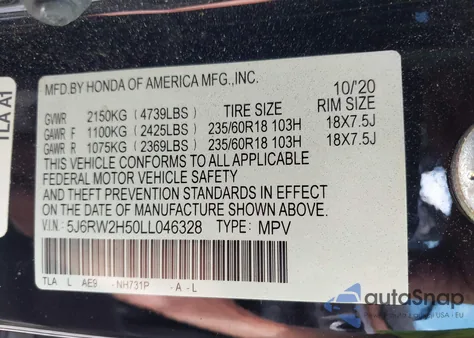 TLA A1
MFD.BY HONDA OF AMERICA MFG.,INC.
10/'20
GVWR 2150KG (4739LBS) TIRE SIZE RIM SIZE
GAWR F 1100KG (2425LBS) 235/60R18 103H 18X7.5J
GAWR R 1075KG (2369LBS) 235/60R18 103H 18X7.5J
THIS VEHICLE CONFORMS TO ALL APPLICABLE
FEDERAL MOTOR VEHICLE SAFETY
AND THEFT PREVENTION STANDARDS IN EFFECT
ON THE DATE OF MANUFACTURE SHOWN ABOVE.
V.I.N: 5J6RW2H50LL046328 TYPE: MPV
TLA L AE9 - NH731P - A - L
autoSnap